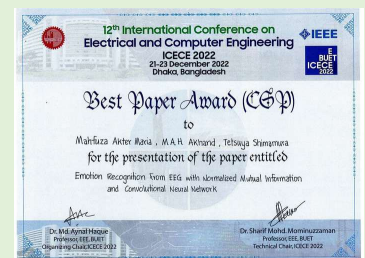 12th International Conference on
Electrical and Computer Engineering
ICECE 2022
21-23 December 2022
Dhaka, Bangladesh
IEEE
E
BUET
ICECE
2022
Best Paper Award (CSP)
to
Mahfuza Akter Maria, M.A.H. Akhand, Tetsuya Shimamura
for the presentation of the paper entitled
Emotion Recognition From EEG with Normalized Mutual Information
and Convolutional Neural Network
Dr. Md. Aynal Haque
Professor, EEE, BUET
Organizing Chair, ICECE 2022
Dr. Sharif Mohd. Mominuzzaman
Professor, EEE, BUET
Technical Chair, ICECE 2022